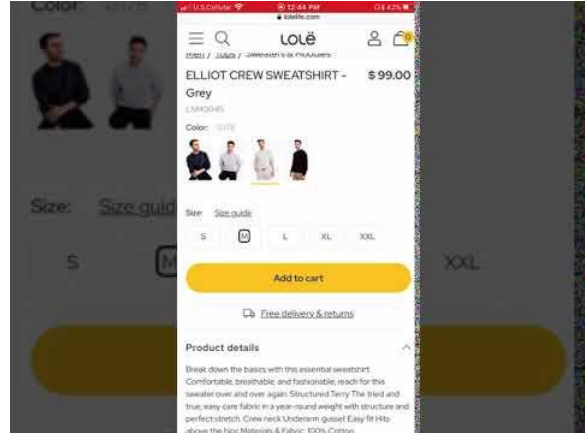 U.S.Cellular 12:44 PM 42%
lolelife.com
LOLË
0
Men / Tops / Sweaters & Hoodies
ELLIOT CREW SWEATSHIRT - $ 99.00
Grey
LSM0045
Color:
Size: Size guide
S M L XL XXL
Add to cart
Free delivery & returns
Product details
Break down the basics with this essential sweatshirt.
Comfortable, breathable, and fashionable, reach for this
sweater over and over again. Structured Terry The tried and
true, easy care fabric in a year-round weight with structure and
perfect stretch. Crew neck Underarm gusset Easy fit Hits
above the hips Materials & Fabric: 100% Cotton
Color:
Size: Size guid
S M
XXL